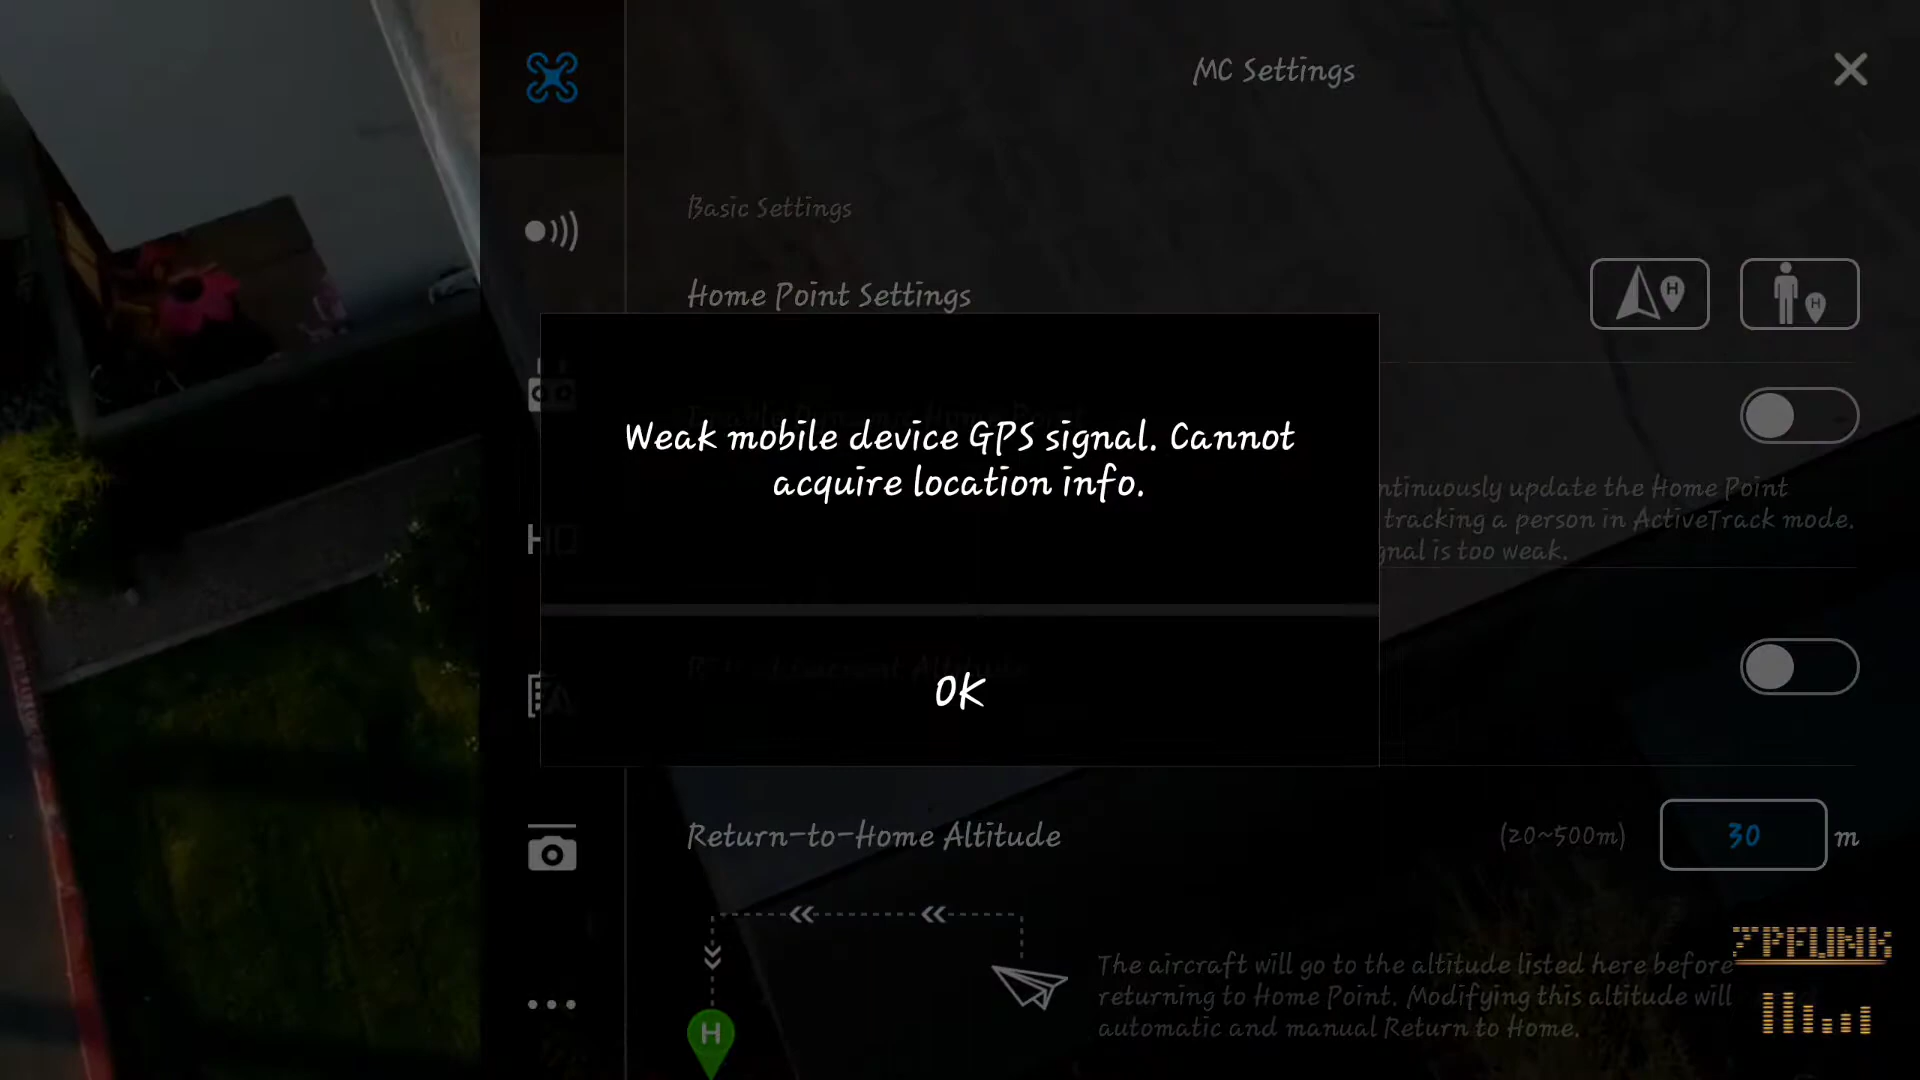 MC Settings
Basic Settings
Home Point Settings
Weak mobile device GPS signal. Cannot
acquire location info.
ntinuously update the Home Point
tracking a person in ActiveTrack mode.
gnal is too weak.
HD
OK
Return-to-Home Altitude
(20~500m)
30
m
The aircraft will go to the altitude listed here before
returning to Home Point. Modifying this altitude will
automatic and manual Return to Home.
H
ZPFUNK